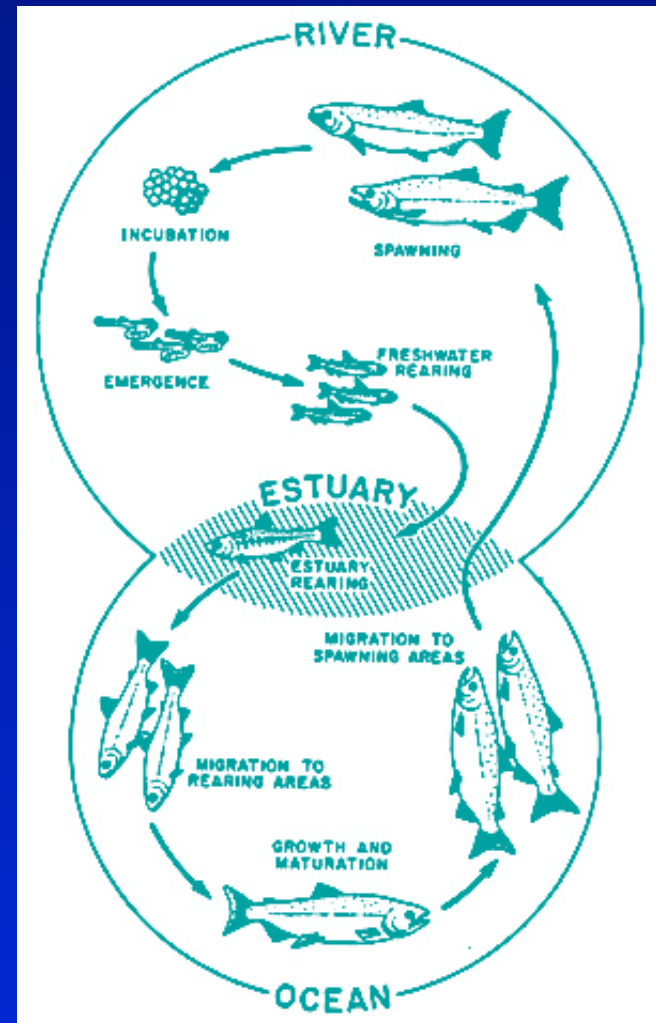 RIVER
INCUBATION
SPAWNING
EMERGENCE
FRESHWATER
REARING
ESTUARY
ESTUARY
REARING
MIGRATION TO
SPAWNING AREAS
MIGRATION TO
REARING AREAS
GROWTH AND
MATURATION
OCEAN